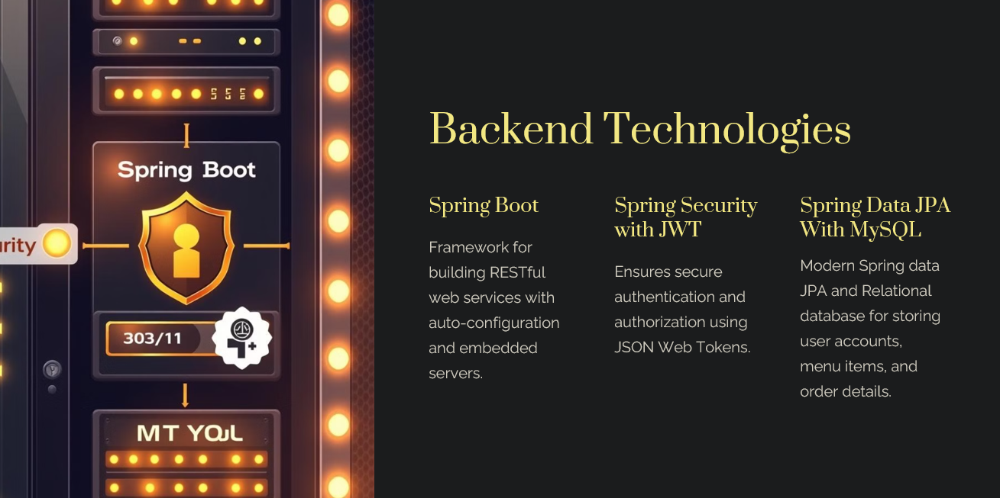 Spring Boot
urity
303/11
MT YQJL
Backend Technologies
Spring Boot
Framework for
building RESTful
web services with
auto-configuration
and embedded
servers.
Spring Security
with JWT
Ensures secure
authentication and
authorization using
JSON Web Tokens.
Spring Data JPA
With MySQL
Modern Spring data
JPA and Relational
database for storing
user accounts,
menu items, and
order details.